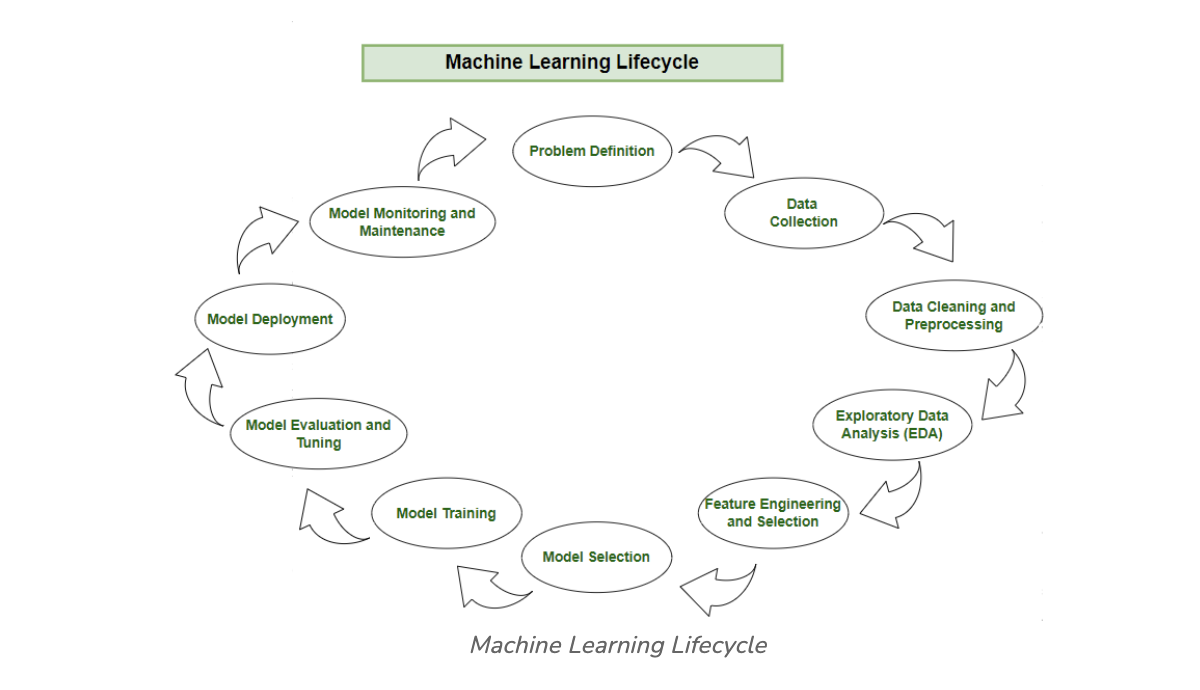 Machine Learning Lifecycle
Problem Definition
Data
Collection
Data Cleaning and
Preprocessing
Exploratory Data
Analysis (EDA)
Feature Engineering
and Selection
Model Selection
Model Training
Model Evaluation and
Tuning
Model Deployment
Model Monitoring and
Maintenance
Machine Learning Lifecycle